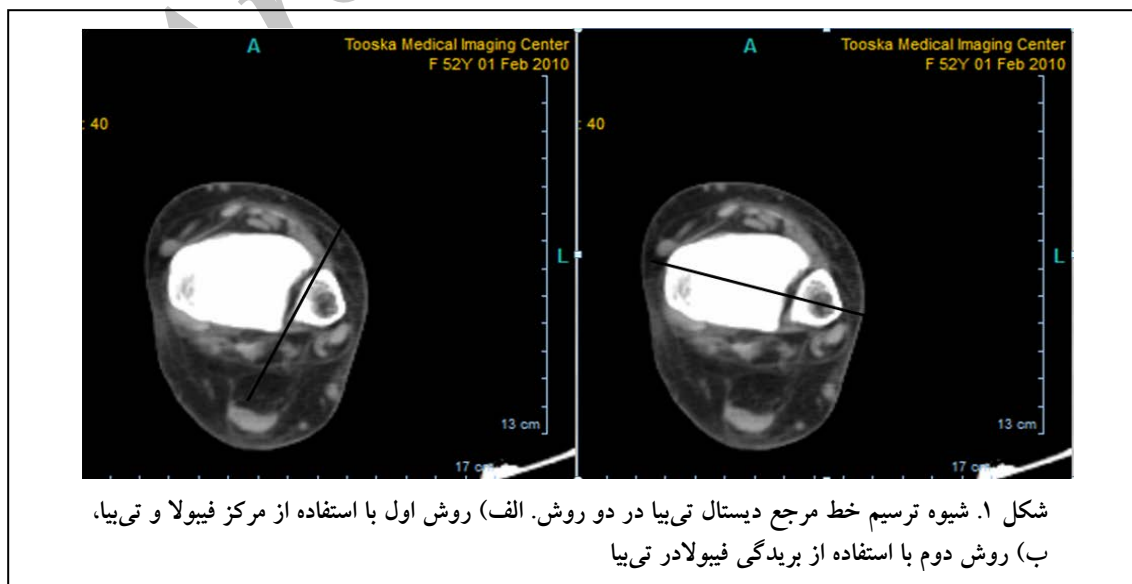 A
Tooska Medical Imaging Center
F 52Y 01 Feb 2010
: 40
L
13 cm
17 cm
A
Tooska Medical Imaging Center
F 52Y 01 Feb 2010
: 40
L
13 cm
17 cm
شکل ۱. شیوه ترسیم خط مرجع دیستال تی‌بیا در دو روش. الف) روش اول با استفاده از مرکز فیبولا و تی‌بیا،
ب) روش دوم با استفاده از بریدگی فیبولادر تی‌بیا